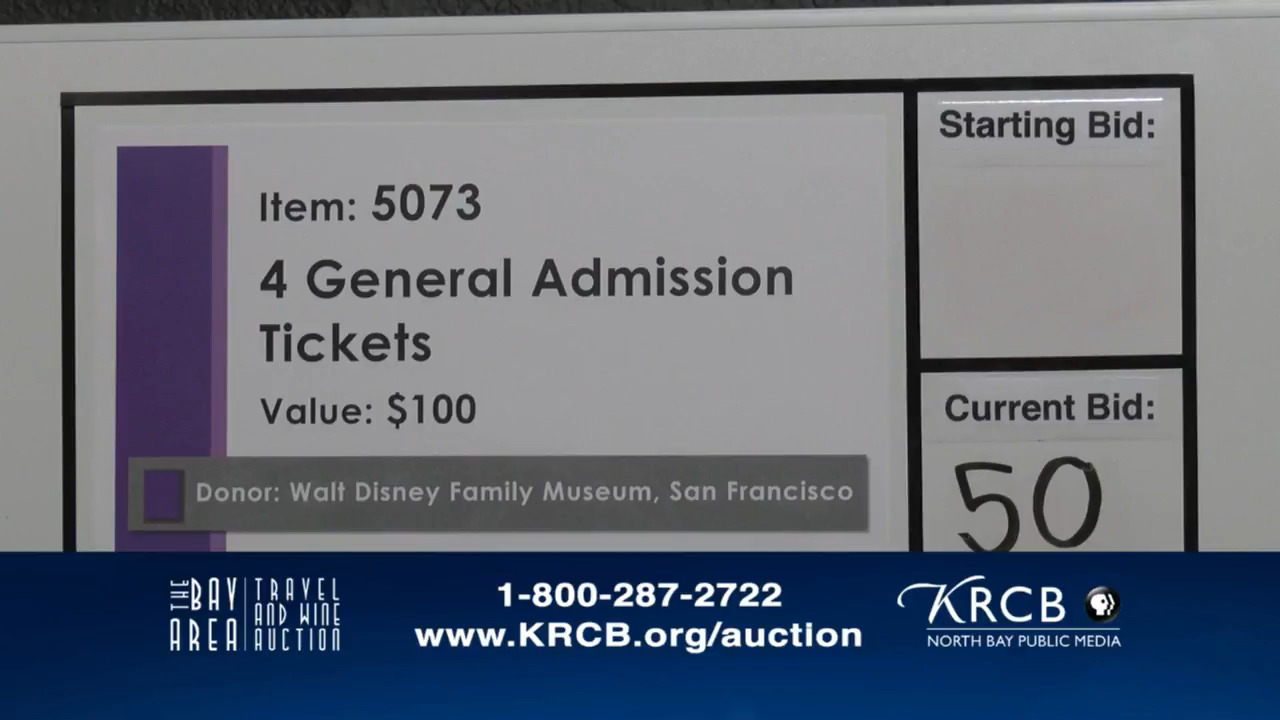 Item: 5073
4 General Admission
Tickets
Value: $100
Donor: Walt Disney Family Museum, San Francisco
Starting Bid:
Current Bid:
50
THE BAY AREA
TRAVEL
AND WINE
AUCTION
1-800-287-2722
www.KRCB.org/auction
KRCB
NORTH BAY PUBLIC MEDIA